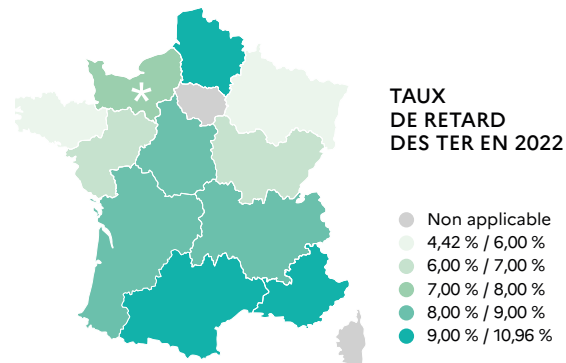 *
TAUX
DE RETARD
DES TER EN 2022
Non applicable
4,42 % / 6,00 %
6,00 % / 7,00 %
7,00 % / 8,00 %
8,00 % / 9,00 %
9,00 % / 10,96 %